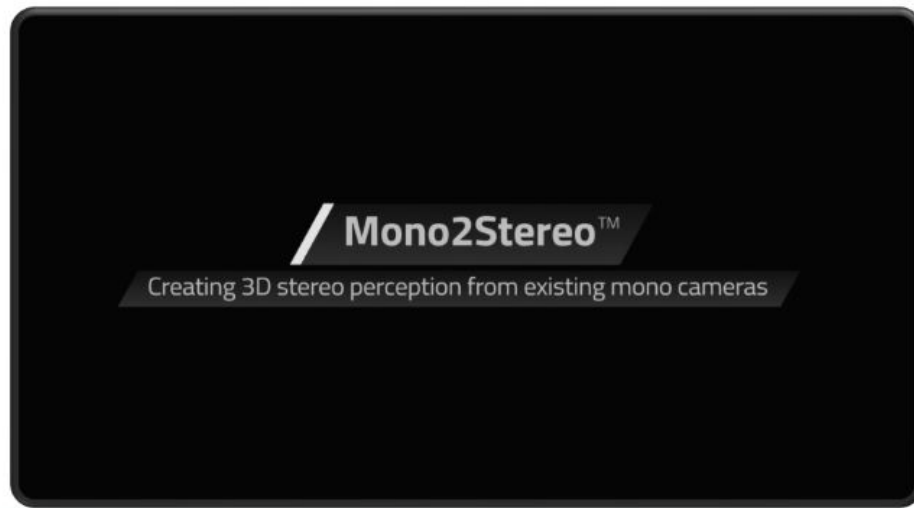 Mono2Stereo™
Creating 3D stereo perception from existing mono cameras